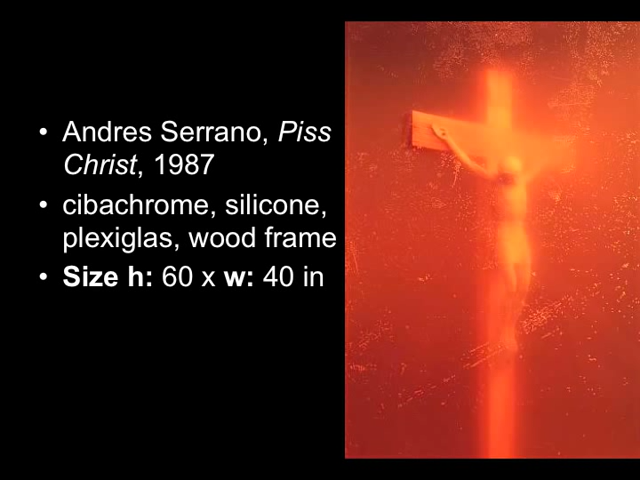 • Andres Serrano, Piss
Christ, 1987
• cibachrome, silicone,
plexiglas, wood frame
• Size h: 60 x w: 40 in